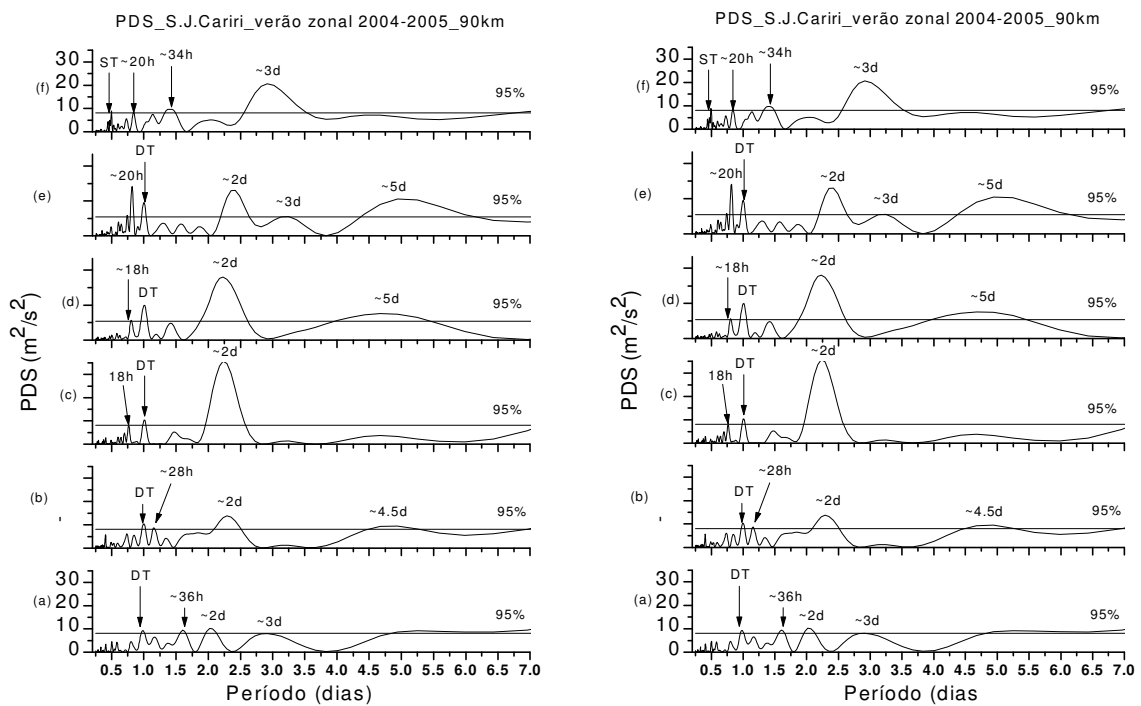 PDS_S.J.Cariri_verão zonal 2004-2005_90km
PDS (m²/s²)
(f)
30
20
10
0
ST
~20h
~34h
~3d
95%
(e)
~20h
DT
~2d
~3d
~5d
95%
(d)
~18h
DT
~2d
~5d
95%
(c)
18h
DT
~2d
95%
(b)
-
DT
~28h
~2d
~4.5d
95%
(a)
30
20
10
0
DT
~36h
~2d
~3d
95%
0.5 1.0 1.5 2.0 2.5 3.0 3.5 4.0 4.5 5.0 5.5 6.0 6.5 7.0
Período (dias)
PDS_S.J.Cariri_verão zonal 2004-2005_90km
PDS (m²/s²)
(f)
30
20
10
0
ST
~20h
~34h
~3d
95%
(e)
~20h
DT
~2d
~3d
~5d
95%
(d)
~18h
DT
~2d
~5d
95%
(c)
18h
DT
~2d
95%
(b)
-
DT
~28h
~2d
~4.5d
95%
(a)
30
20
10
0
DT
~36h
~2d
~3d
95%
0.5 1.0 1.5 2.0 2.5 3.0 3.5 4.0 4.5 5.0 5.5 6.0 6.5 7.0
Período (dias